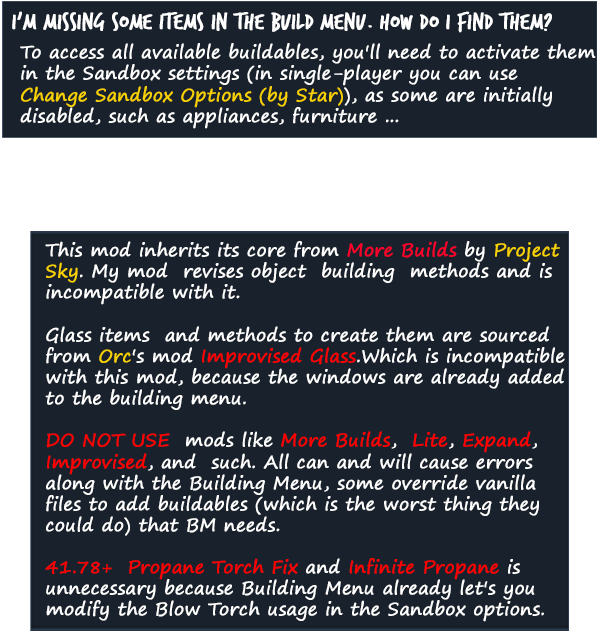 I'M MISSING SOME ITEMS IN THE BUILD MENU. HOW DO I FIND THEM?
To access all available buildables, you'll need to activate them
in the Sandbox settings (in single-player you can use
Change Sandbox Options (by Star)), as some are initially
disabled, such as appliances, furniture ...
This mod inherits its core from More Builds by Project
Sky. My mod revises object building methods and is
incompatible with it.
Glass items and methods to create them are sourced
from Orc's mod Improvised Glass.Which is incompatible
with this mod, because the windows are already added
to the building menu.
DO NOT USE mods like More Builds, Lite, Expand,
Improvised, and such. All can and will cause errors
along with the Building Menu, some override vanilla
files to add buildables (which is the worst thing they
could do) that BM needs.
41.78+ Propane Torch Fix and Infinite Propane is
unnecessary because Building Menu already let's you
modify the Blow Torch usage in the Sandbox options.